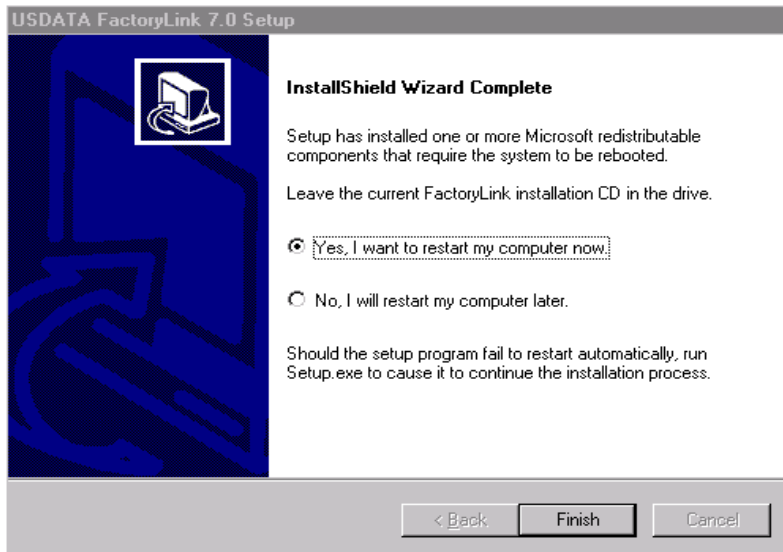 USDATA FactoryLink 7.0 Setup
InstallShield Wizard Complete
Setup has installed one or more Microsoft redistributable
components that require the system to be rebooted.
Leave the current FactoryLink installation CD in the drive.
Yes, I want to restart my computer now.
No, I will restart my computer later.
Should the setup program fail to restart automatically, run
Setup.exe to cause it to continue the installation process.
< Back
Finish
Cancel